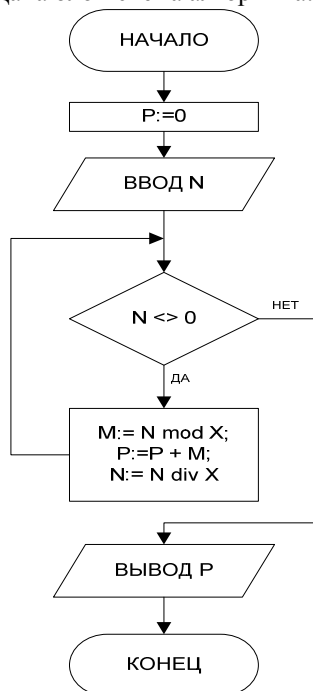 НАЧАЛО
P:=0
ВВОД N
N <> 0
НЕТ
ДА
M:= N mod X;
P:=P + M;
N:= N div X
ВЫВОД P
КОНЕЦ